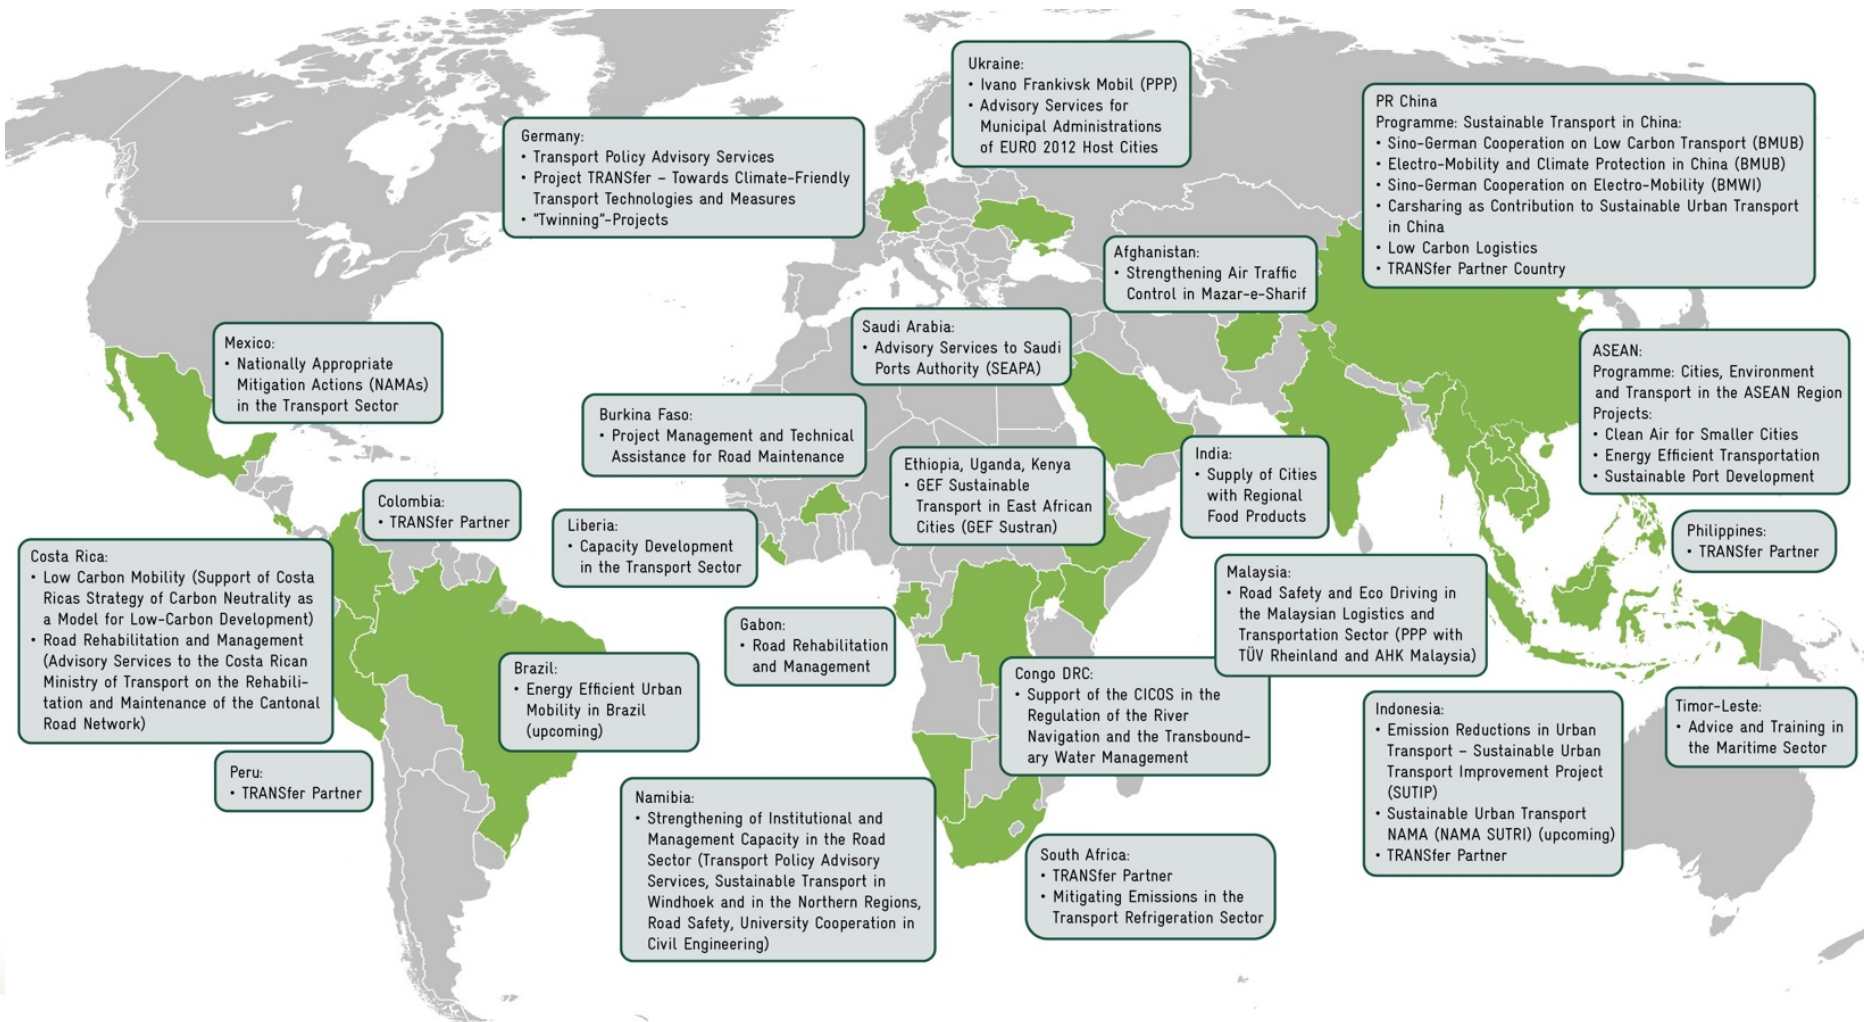 Ukraine:
• Ivano Frankivsk Mobil (PPP)
• Advisory Services for
Municipal Administrations
of EURO 2012 Host Cities
PR China
Programme: Sustainable Transport in China:
• Sino-German Cooperation on Low Carbon Transport (BMUB)
• Electro-Mobility and Climate Protection in China (BMUB)
• Sino-German Cooperation on Electro-Mobility (BMWI)
• Carsharing as Contribution to Sustainable Urban Transport
in China
• Low Carbon Logistics
• TRANSfer Partner Country
Germany:
• Transport Policy Advisory Services
• Project TRANSfer – Towards Climate-Friendly
Transport Technologies and Measures
• "Twinning"-Projects
Afghanistan:
• Strengthening Air Traffic
Control in Mazar-e-Sharif
Saudi Arabia:
• Advisory Services to Saudi
Ports Authority (SEAPA)
Mexico:
• Nationally Appropriate
Mitigation Actions (NAMAs)
in the Transport Sector
ASEAN:
Programme: Cities, Environment
and Transport in the ASEAN Region
Projects:
• Clean Air for Smaller Cities
• Energy Efficient Transportation
• Sustainable Port Development
Burkina Faso:
• Project Management and Technical
Assistance for Road Maintenance
Ethiopia, Uganda, Kenya
• GEF Sustainable
Transport in East African
Cities (GEF Sustran)
India:
• Supply of Cities
with Regional
Food Products
Colombia:
• TRANSfer Partner
Liberia:
• Capacity Development
in the Transport Sector
Philippines:
• TRANSfer Partner
Costa Rica:
• Low Carbon Mobility (Support of Costa
Ricas Strategy of Carbon Neutrality as
a Model for Low-Carbon Development)
• Road Rehabilitation and Management
(Advisory Services to the Costa Rican
Ministry of Transport on the Rehabili-
tation and Maintenance of the Cantonal
Road Network)
Malaysia:
• Road Safety and Eco Driving in
the Malaysian Logistics and
Transportation Sector (PPP with
TÜV Rheinland and AHK Malaysia)
Gabon:
• Road Rehabilitation
and Management
Brazil:
• Energy Efficient Urban
Mobility in Brazil
(upcoming)
Congo DRC:
• Support of the CICOS in the
Regulation of the River
Navigation and the Transbound-
ary Water Management
Indonesia:
• Emission Reductions in Urban
Transport – Sustainable Urban
Transport Improvement Project
(SUTIP)
• Sustainable Urban Transport
NAMA (NAMA SUTRI) (upcoming)
• TRANSfer Partner
Timor-Leste:
• Advice and Training in
the Maritime Sector
Peru:
• TRANSfer Partner
Namibia:
• Strengthening of Institutional and
Management Capacity in the Road
Sector (Transport Policy Advisory
Services, Sustainable Transport in
Windhoek and in the Northern Regions,
Road Safety, University Cooperation in
Civil Engineering)
South Africa:
• TRANSfer Partner
• Mitigating Emissions in the
Transport Refrigeration Sector